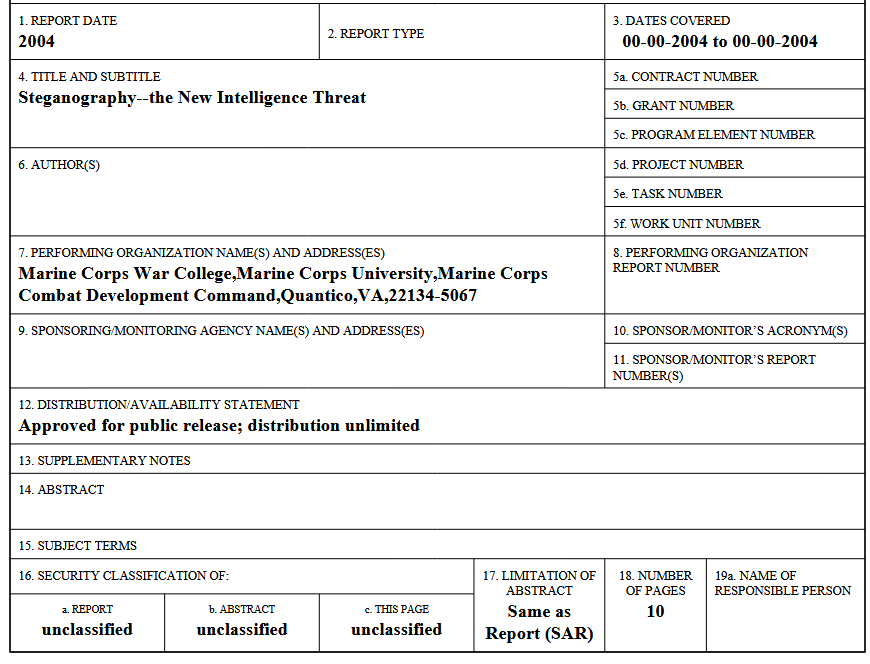 1. REPORT DATE
2004
2. REPORT TYPE
3. DATES COVERED
00-00-2004 to 00-00-2004
4. TITLE AND SUBTITLE
Steganography--the New Intelligence Threat
5a. CONTRACT NUMBER
5b. GRANT NUMBER
5c. PROGRAM ELEMENT NUMBER
6. AUTHOR(S)
5d. PROJECT NUMBER
5e. TASK NUMBER
5f. WORK UNIT NUMBER
7. PERFORMING ORGANIZATION NAME(S) AND ADDRESS(ES)
Marine Corps War College,Marine Corps University,Marine Corps
Combat Development Command,Quantico,VA,22134-5067
8. PERFORMING ORGANIZATION
REPORT NUMBER
9. SPONSORING/MONITORING AGENCY NAME(S) AND ADDRESS(ES)
10. SPONSOR/MONITOR'S ACRONYM(S)
11. SPONSOR/MONITOR'S REPORT
NUMBER(S)
12. DISTRIBUTION/AVAILABILITY STATEMENT
Approved for public release; distribution unlimited
13. SUPPLEMENTARY NOTES
14. ABSTRACT
15. SUBJECT TERMS
16. SECURITY CLASSIFICATION OF:
a. REPORT
unclassified
b. ABSTRACT
unclassified
c. THIS PAGE
unclassified
17. LIMITATION OF
ABSTRACT
Same as
Report (SAR)
18. NUMBER
OF PAGES
10
19a. NAME OF
RESPONSIBLE PERSON